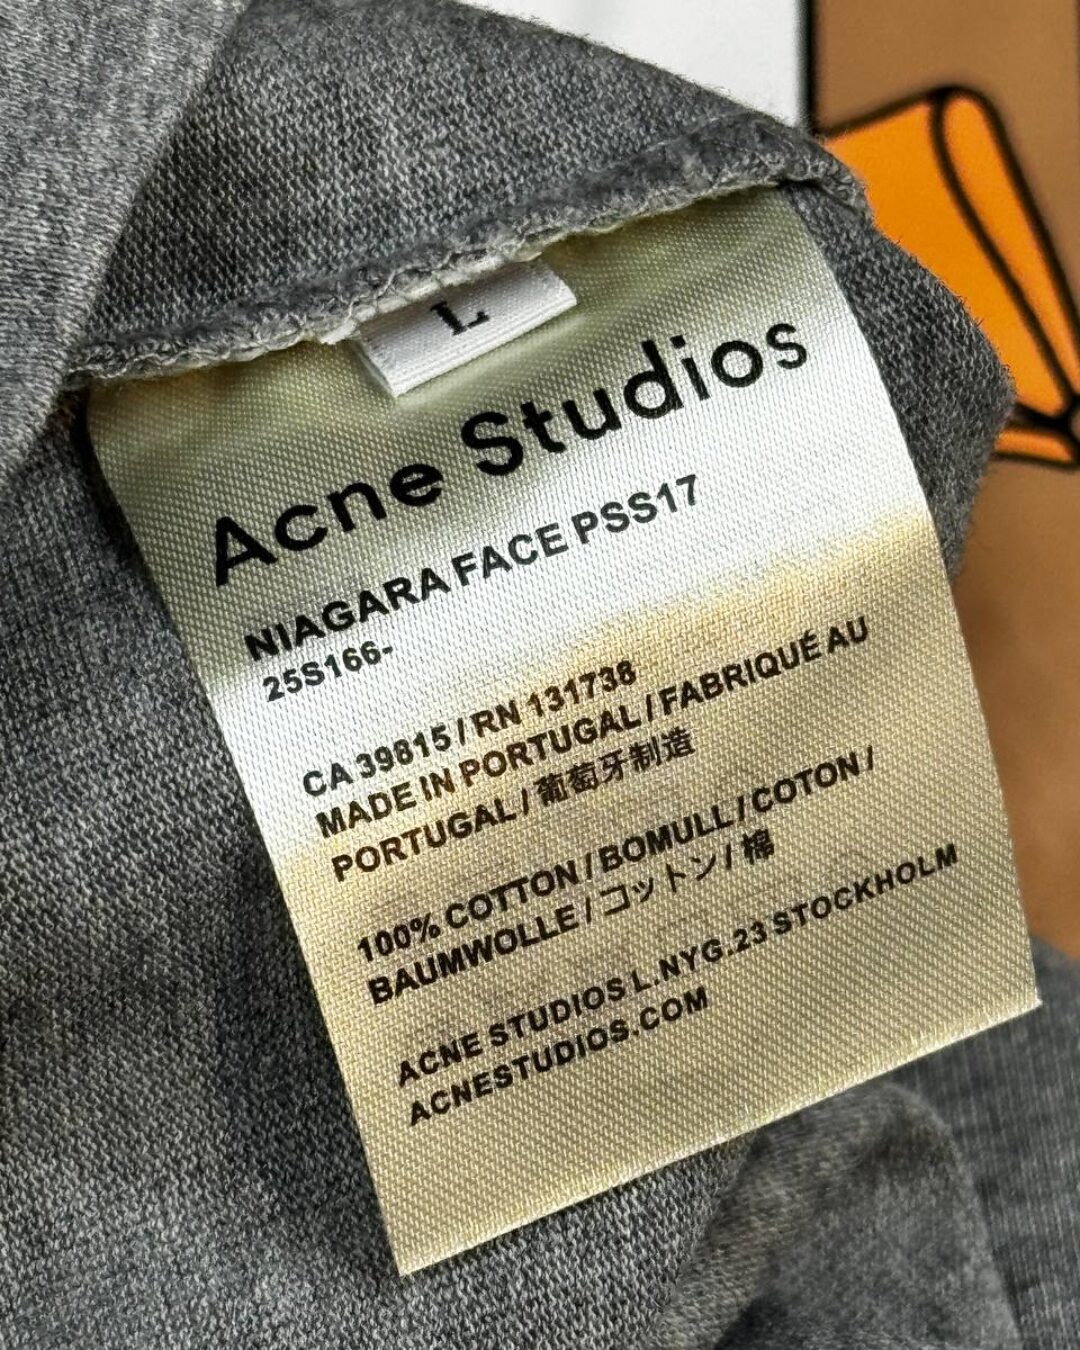 L
Acne Studios
NIAGARA FACE PSS17
25S166-
CA 39815 / RN 131738
MADE IN PORTUGAL / FABRIQUÉ AU
PORTUGAL / 葡萄牙制造
100% COTTON / BOMULL / COTON /
BAUMWOLLE / コットン / 棉
ACNE STUDIOS L.NYG.23 STOCKHOLM
ACNESTUDIOS.COM